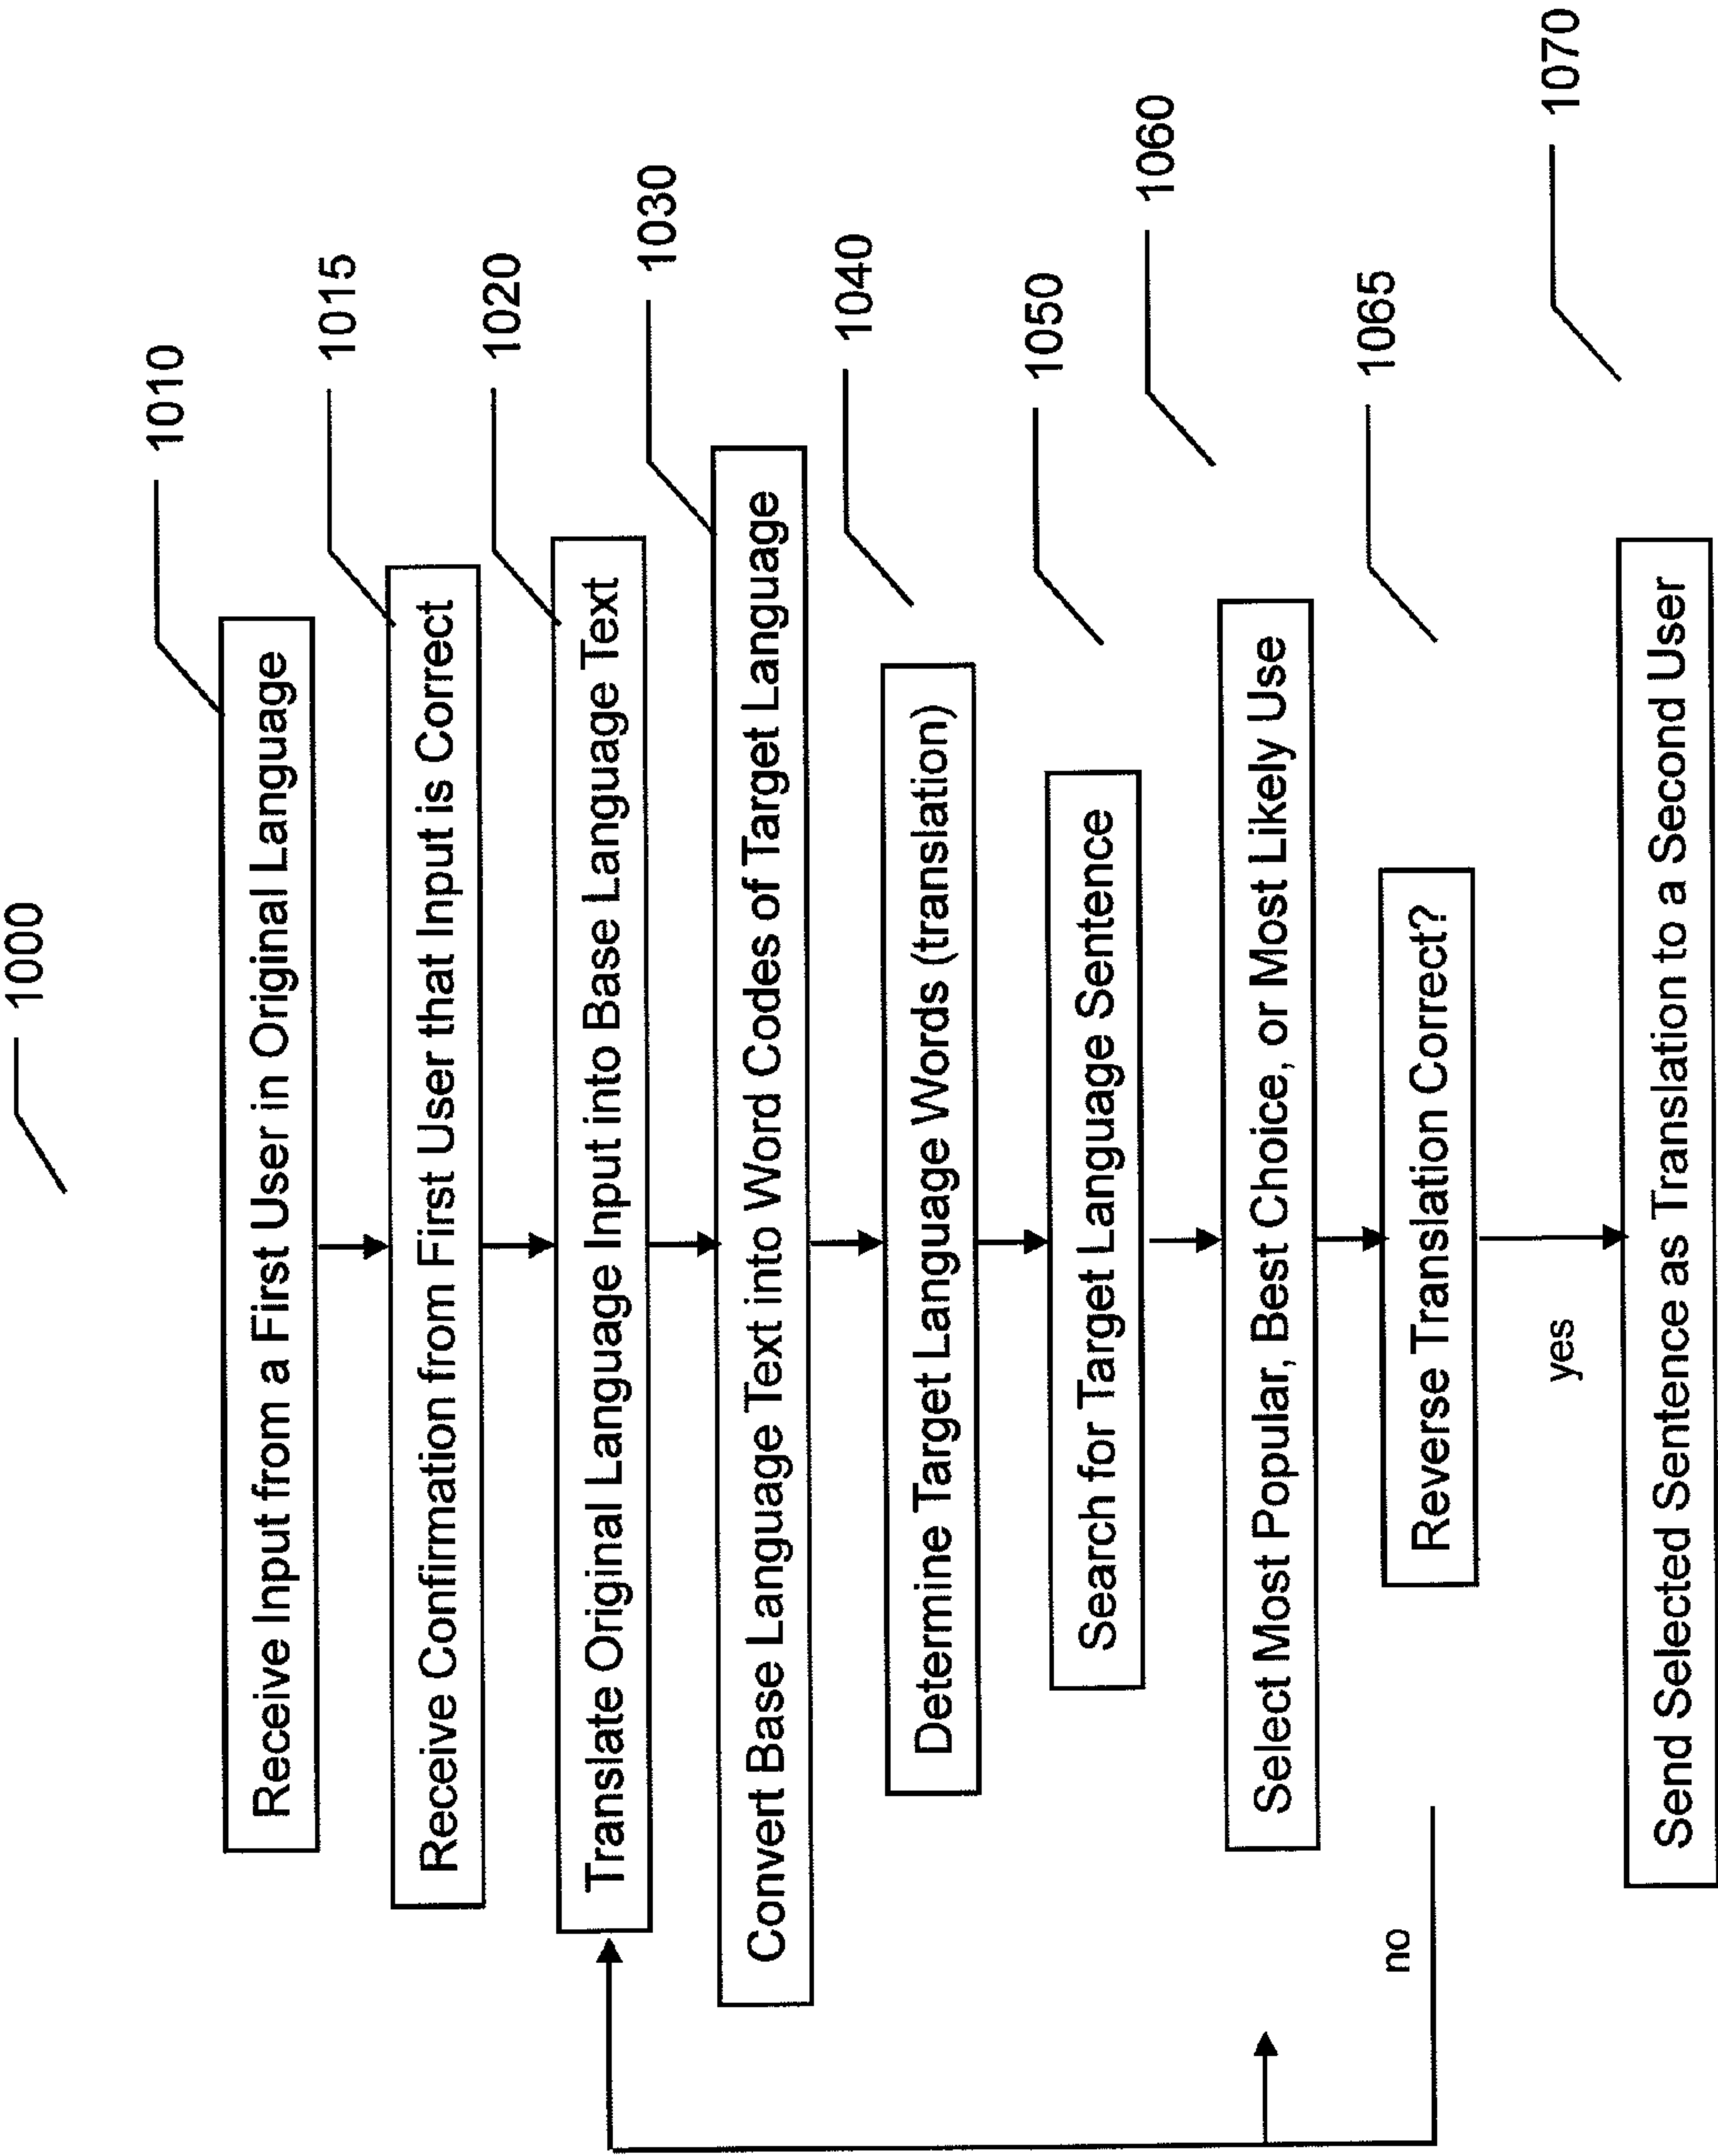 1000
1010
Receive Input from a First User in Original Language
1015
Receive Confirmation from First User that Input is Correct
1020
Translate Original Language Input into Base Language Text
1030
Convert Base Language Text into Word Codes of Target Language
1040
Determine Target Language Words (translation)
1050
Search for Target Language Sentence
1060
Select Most Popular, Best Choice, or Most Likely Use
1065
Reverse Translation Correct?
no
yes
1070
Send Selected Sentence as Translation to a Second User